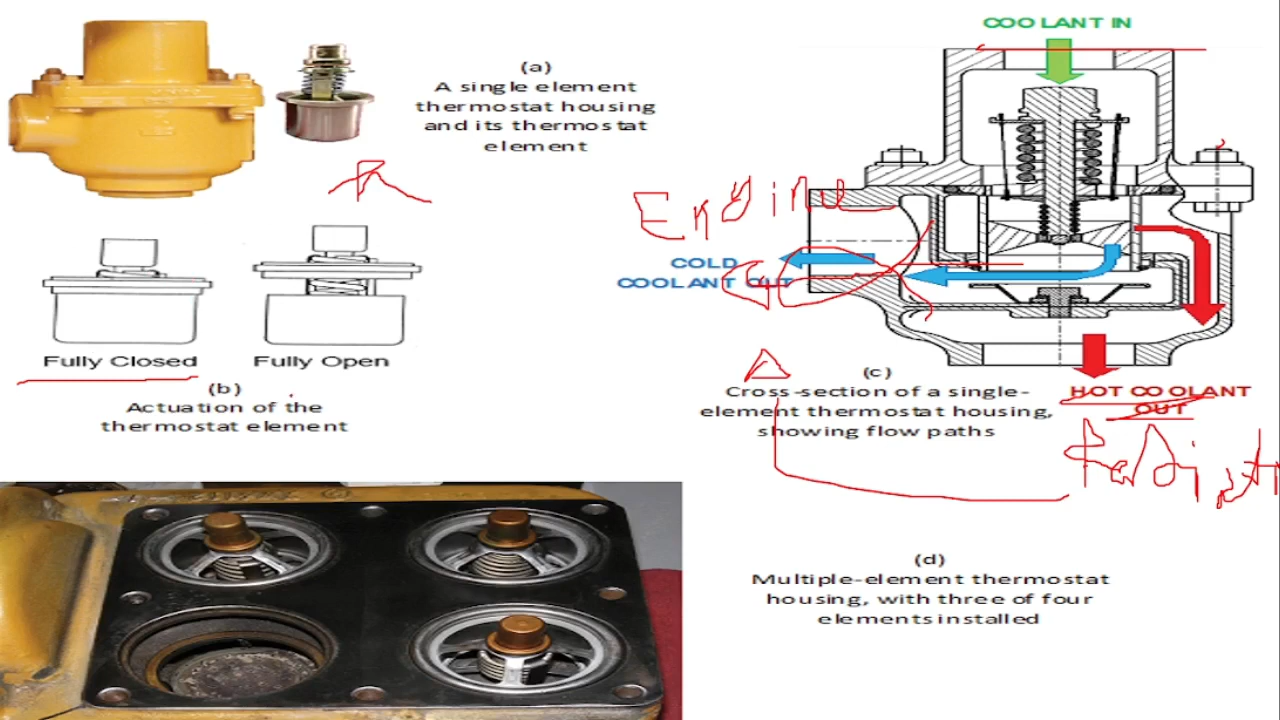 COOLANT IN
(a)
A single element
thermostat housing
and its thermostat
element
Engine
COLD
COOLANT OUT
Fully Closed
Fully Open
(b)
Actuation of the
thermostat element
(c)
Cross-section of a single-
element thermostat housing,
showing flow paths
HOT COOLANT
OUT
(d)
Multiple-element thermostat
housing, with three of four
elements installed